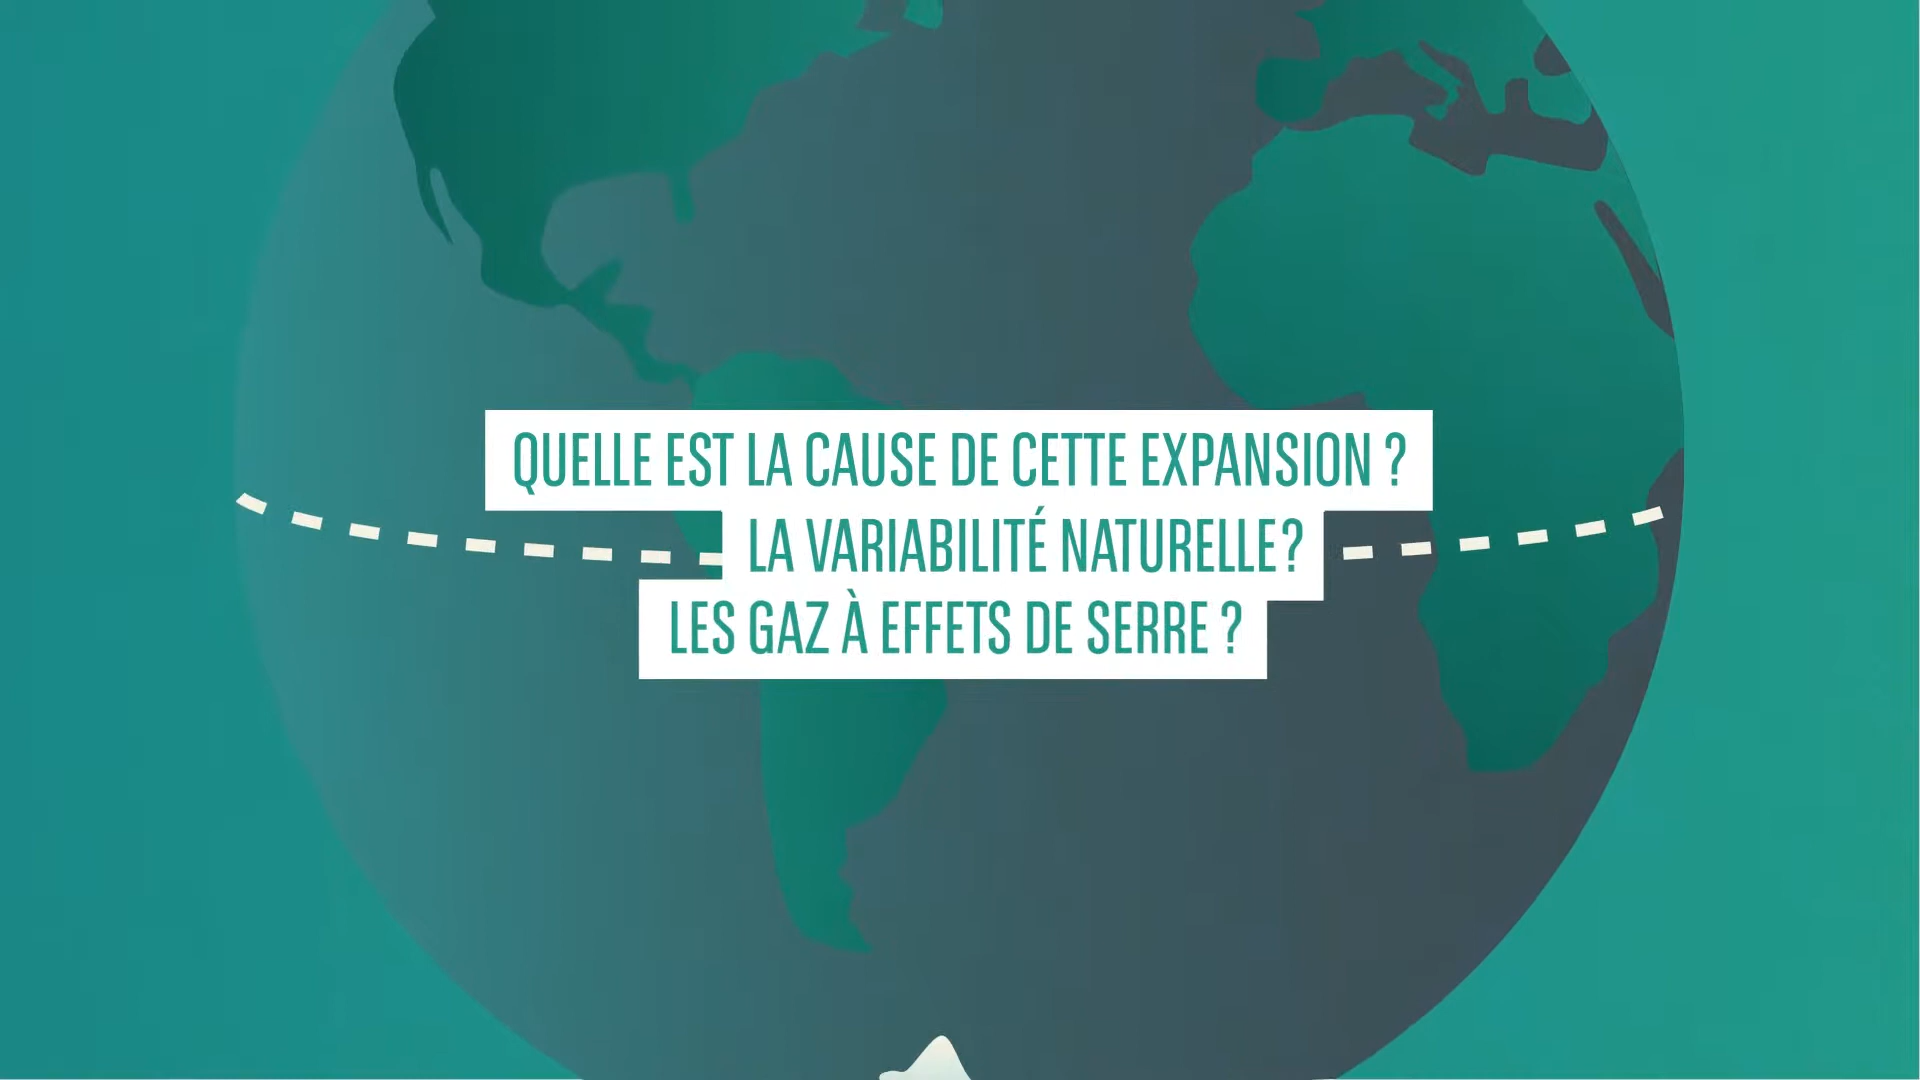 QUELLE EST LA CAUSE DE CETTE EXPANSION ?
LA VARIABILITÉ NATURELLE?
LES GAZ À EFFETS DE SERRE ?